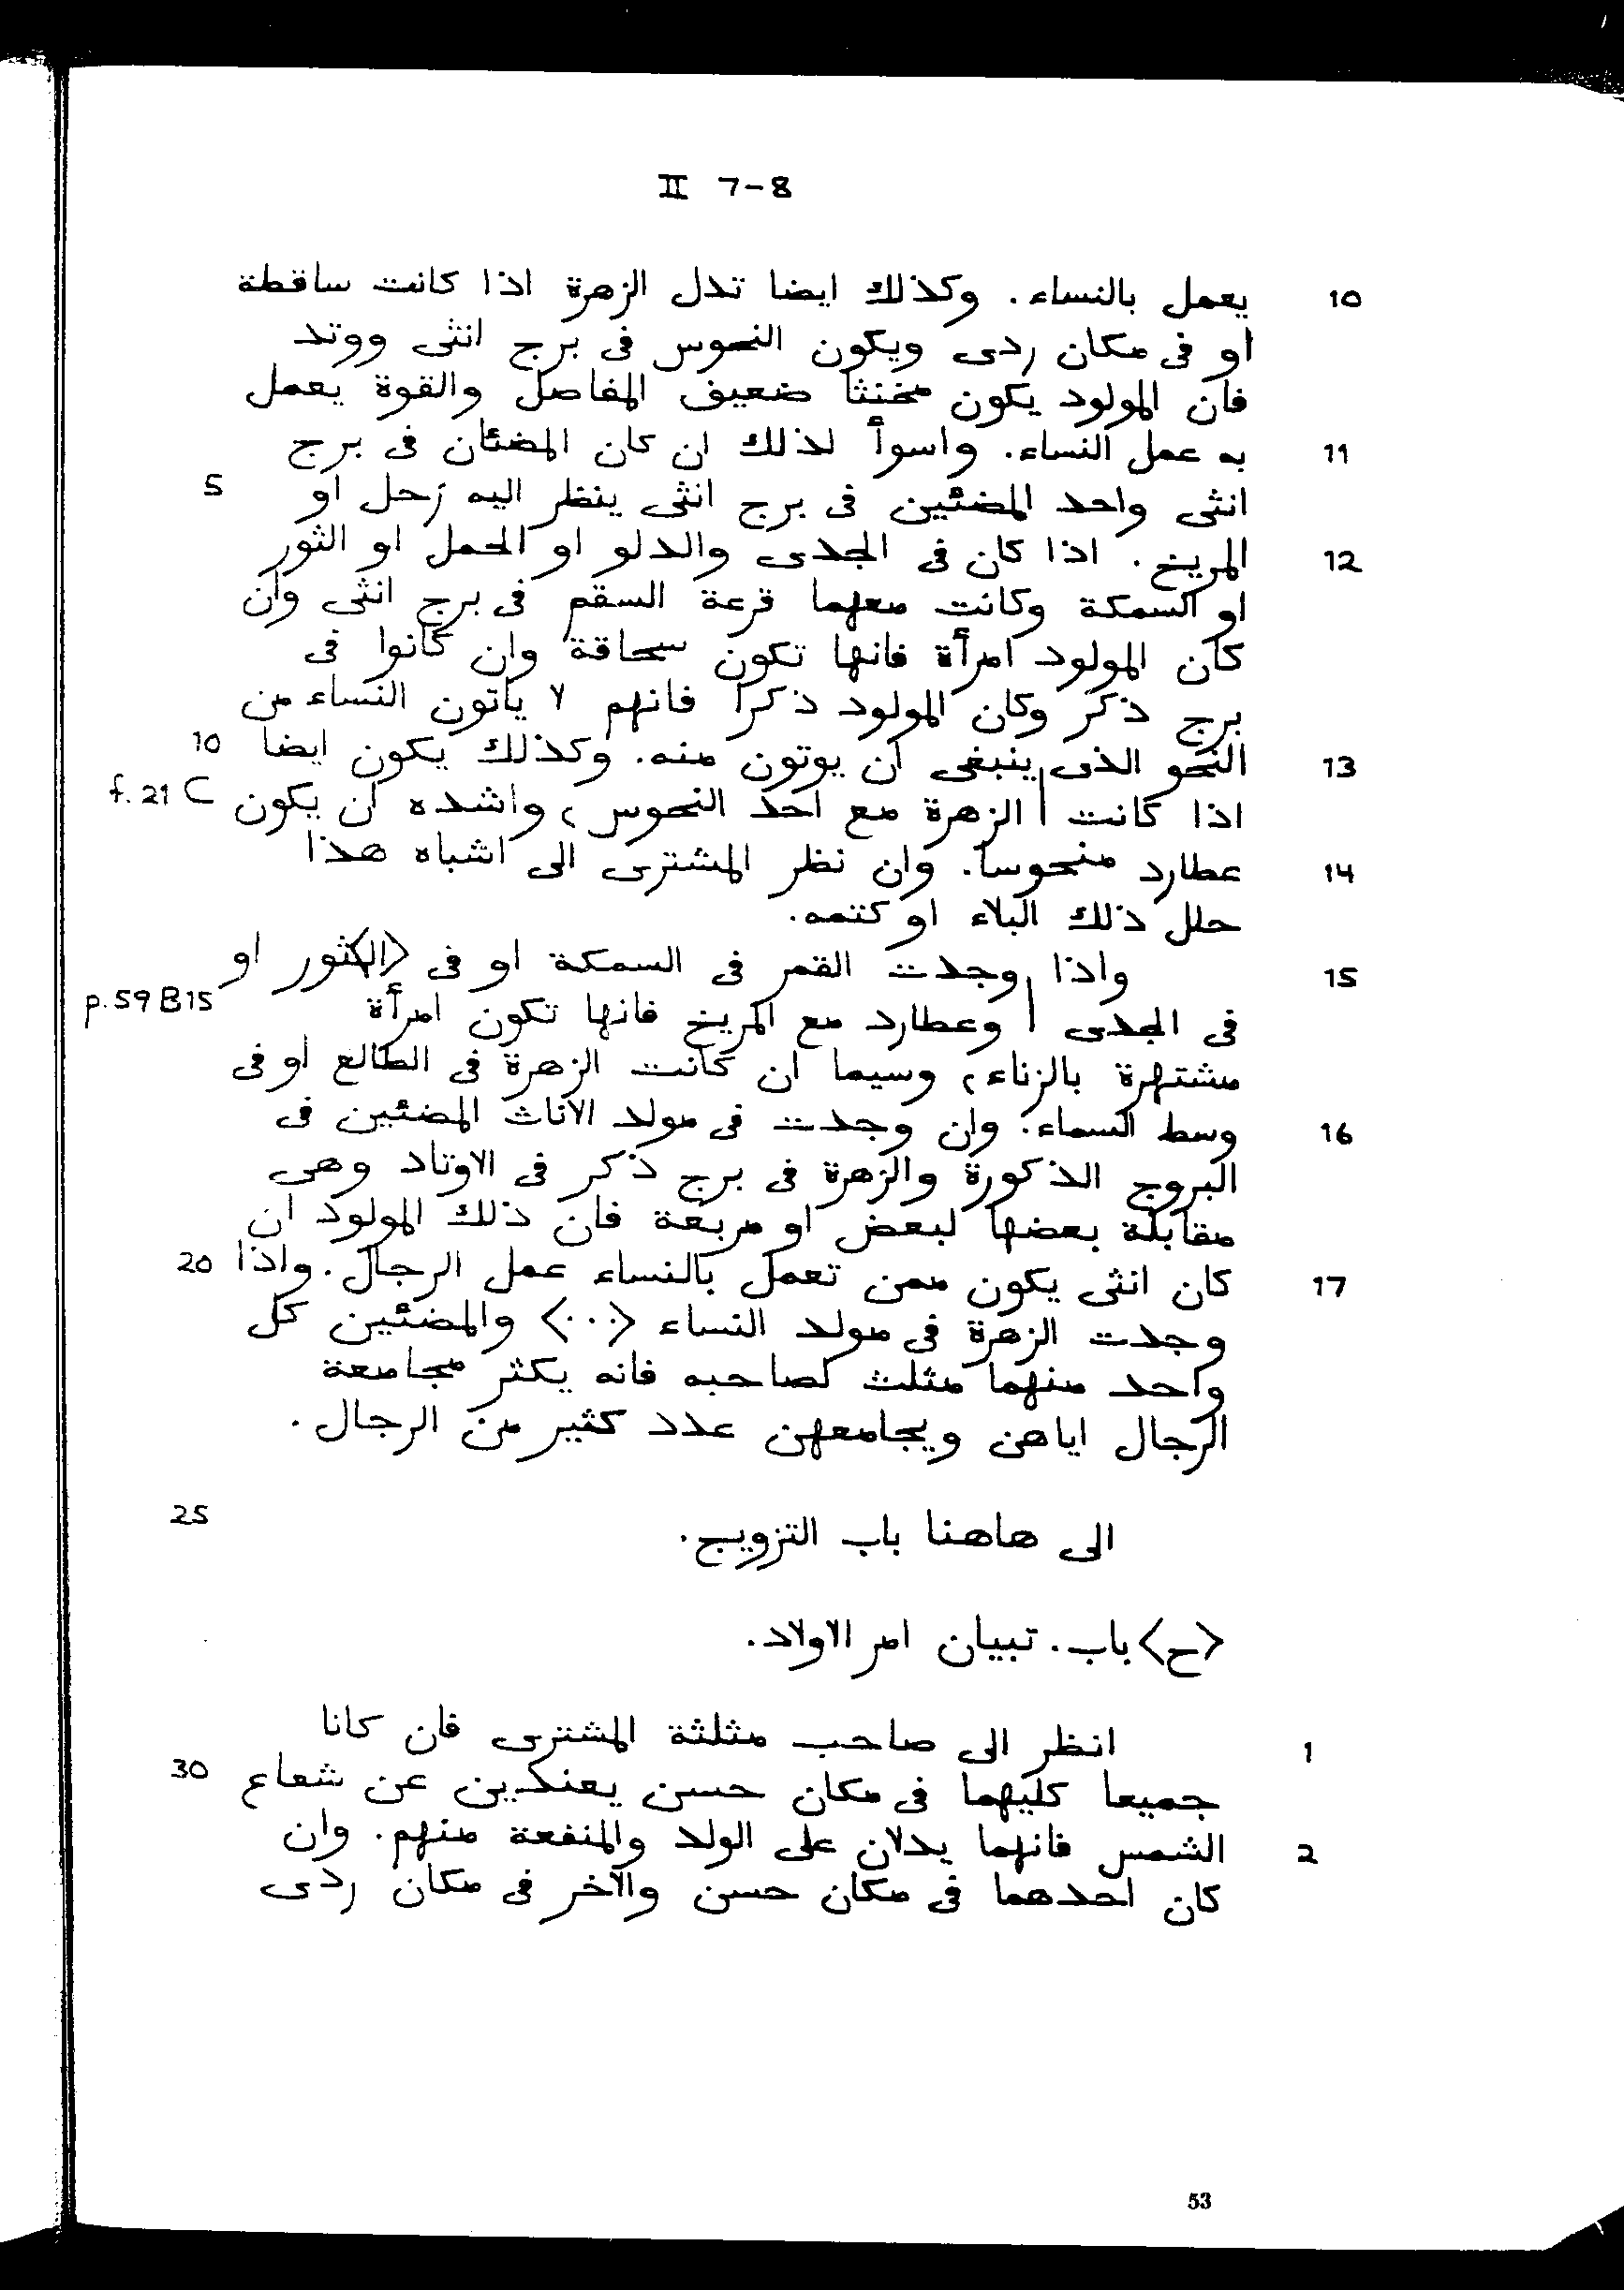 II 7-8
10 يعمل بالنساء. وكذلك ايضا تدل الزهرة اذا كانت ساقطة
او فى مكان ردى ويكون النحوس فى برج انثى ووتد
فان المولود يكون مخنثا ضعيف المفاصل والقوة يعمل
11 به عمل النساء. واسوأ لذلك ان كان المضئان فى برج
انثى واحد المضئين فى برج انثى ينظر اليه زحل او 5
12 المريخ. اذا كان فى الجدى والدلو او الحمل او الثور
او السمكة وكانت معهما قرعة السقم فى برج انثى وان
كان المولود امرأة فانها تكون سحاقة وان كانوا فى
برج ذكر وكان المولود ذكرا فانهم لا ياتون النساء من
13 النحو الذى ينبغى ان يوتون منه. وكذلك يكون ايضا 10
اذا كانت | الزهرة مع احد النحوس، واشده ان يكون f. 21 C
14 عطارد منحوسا. وان نظر المشترى الى اشباه هذا
حلل ذلك البلاء او كتمه.
15 واذا وجدت القمر فى السمكة او فى <ال>ثور او
فى الجدى | وعطارد مع المريخ فانها تكون امرأة p. 59 B 15
مشتهرة بالزناء، وسيما ان كانت الزهرة فى الطالع او فى
16 وسط السماء. وان وجدت فى مولد الاناث المضئين فى
البروج الذكورة والزهرة فى برج ذكر فى الاوتاد وهى
مقابلة بعضها لبعض او مربعة فان ذلك المولود ان
17 كان انثى يكون ممن تعمل بالنساء عمل الرجال. واذا 20
وجدت الزهرة فى مولد النساء <...> والمضئين كل
واحد منهما مثلث لصاحبه فانه يكثر مجامعة
الرجال اياهن ويجامعهن عدد كثير من الرجال.
الى هاهنا باب التزويج. 25
<ح> باب. تبيان امر الاولاد.
1 انظر الى صاحب مثلثة المشترى فان كانا
جميعا كليهما فى مكان حسن عن شعاع 30
2 الشمس فانهما يدلان على الولد والمنفعة منهم. وان
كان احدهما فى مكان حسن والآخر فى مكان ردى
53